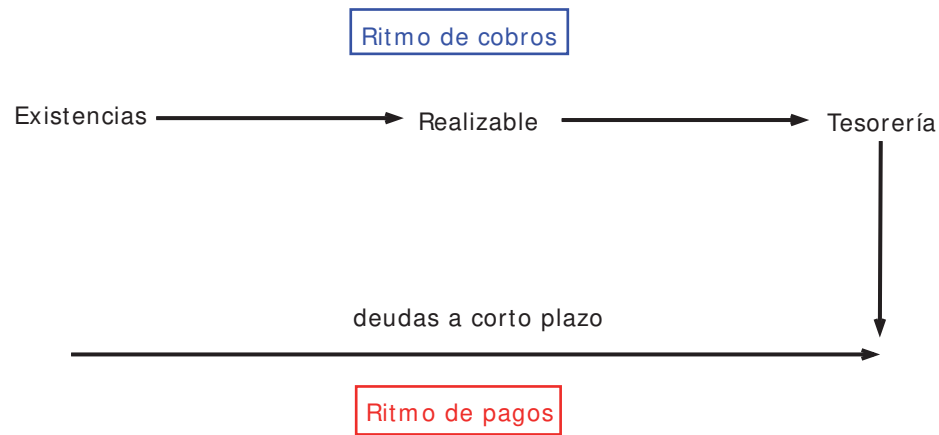 Ritmo de cobros
Existencias
Realizable
Tesorería
deudas a corto plazo
Ritmo de pagos